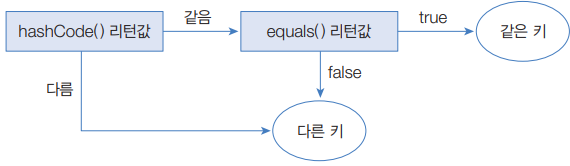 hashCode() 리턴값
같음
equals() 리턴값
true
같은 키
다름
false
다른 키